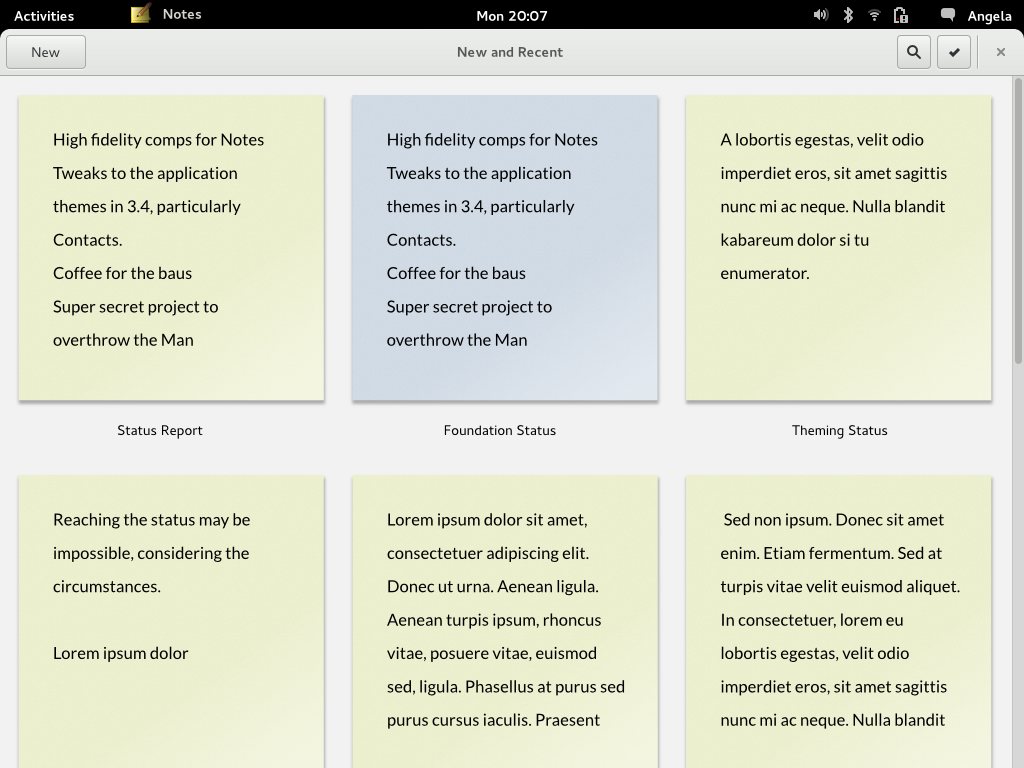 Activities Notes Mon 20:07 Angela
New New and Recent
High fidelity comps for Notes
Tweaks to the application
themes in 3.4, particularly
Contacts.
Coffee for the baus
Super secret project to
overthrow the Man
Status Report
High fidelity comps for Notes
Tweaks to the application
themes in 3.4, particularly
Contacts.
Coffee for the baus
Super secret project to
overthrow the Man
Foundation Status
A lobortis egestas, velit odio
imperdiet eros, sit amet sagittis
nunc mi ac neque. Nulla blandit
kabareum dolor si tu
enumerator.
Theming Status
Reaching the status may be
impossible, considering the
circumstances.
Lorem ipsum dolor
Lorem ipsum dolor sit amet,
consectetuer adipiscing elit.
Donec ut urna. Aenean ligula.
Aenean turpis ipsum, rhoncus
vitae, posuere vitae, euismod
sed, ligula. Phasellus at purus sed
purus cursus iaculis. Praesent
Sed non ipsum. Donec sit amet
enim. Etiam fermentum. Sed at
turpis vitae velit euismod aliquet.
In consectetuer, lorem eu
lobortis egestas, velit odio
imperdiet eros, sit amet sagittis
nunc mi ac neque. Nulla blandit